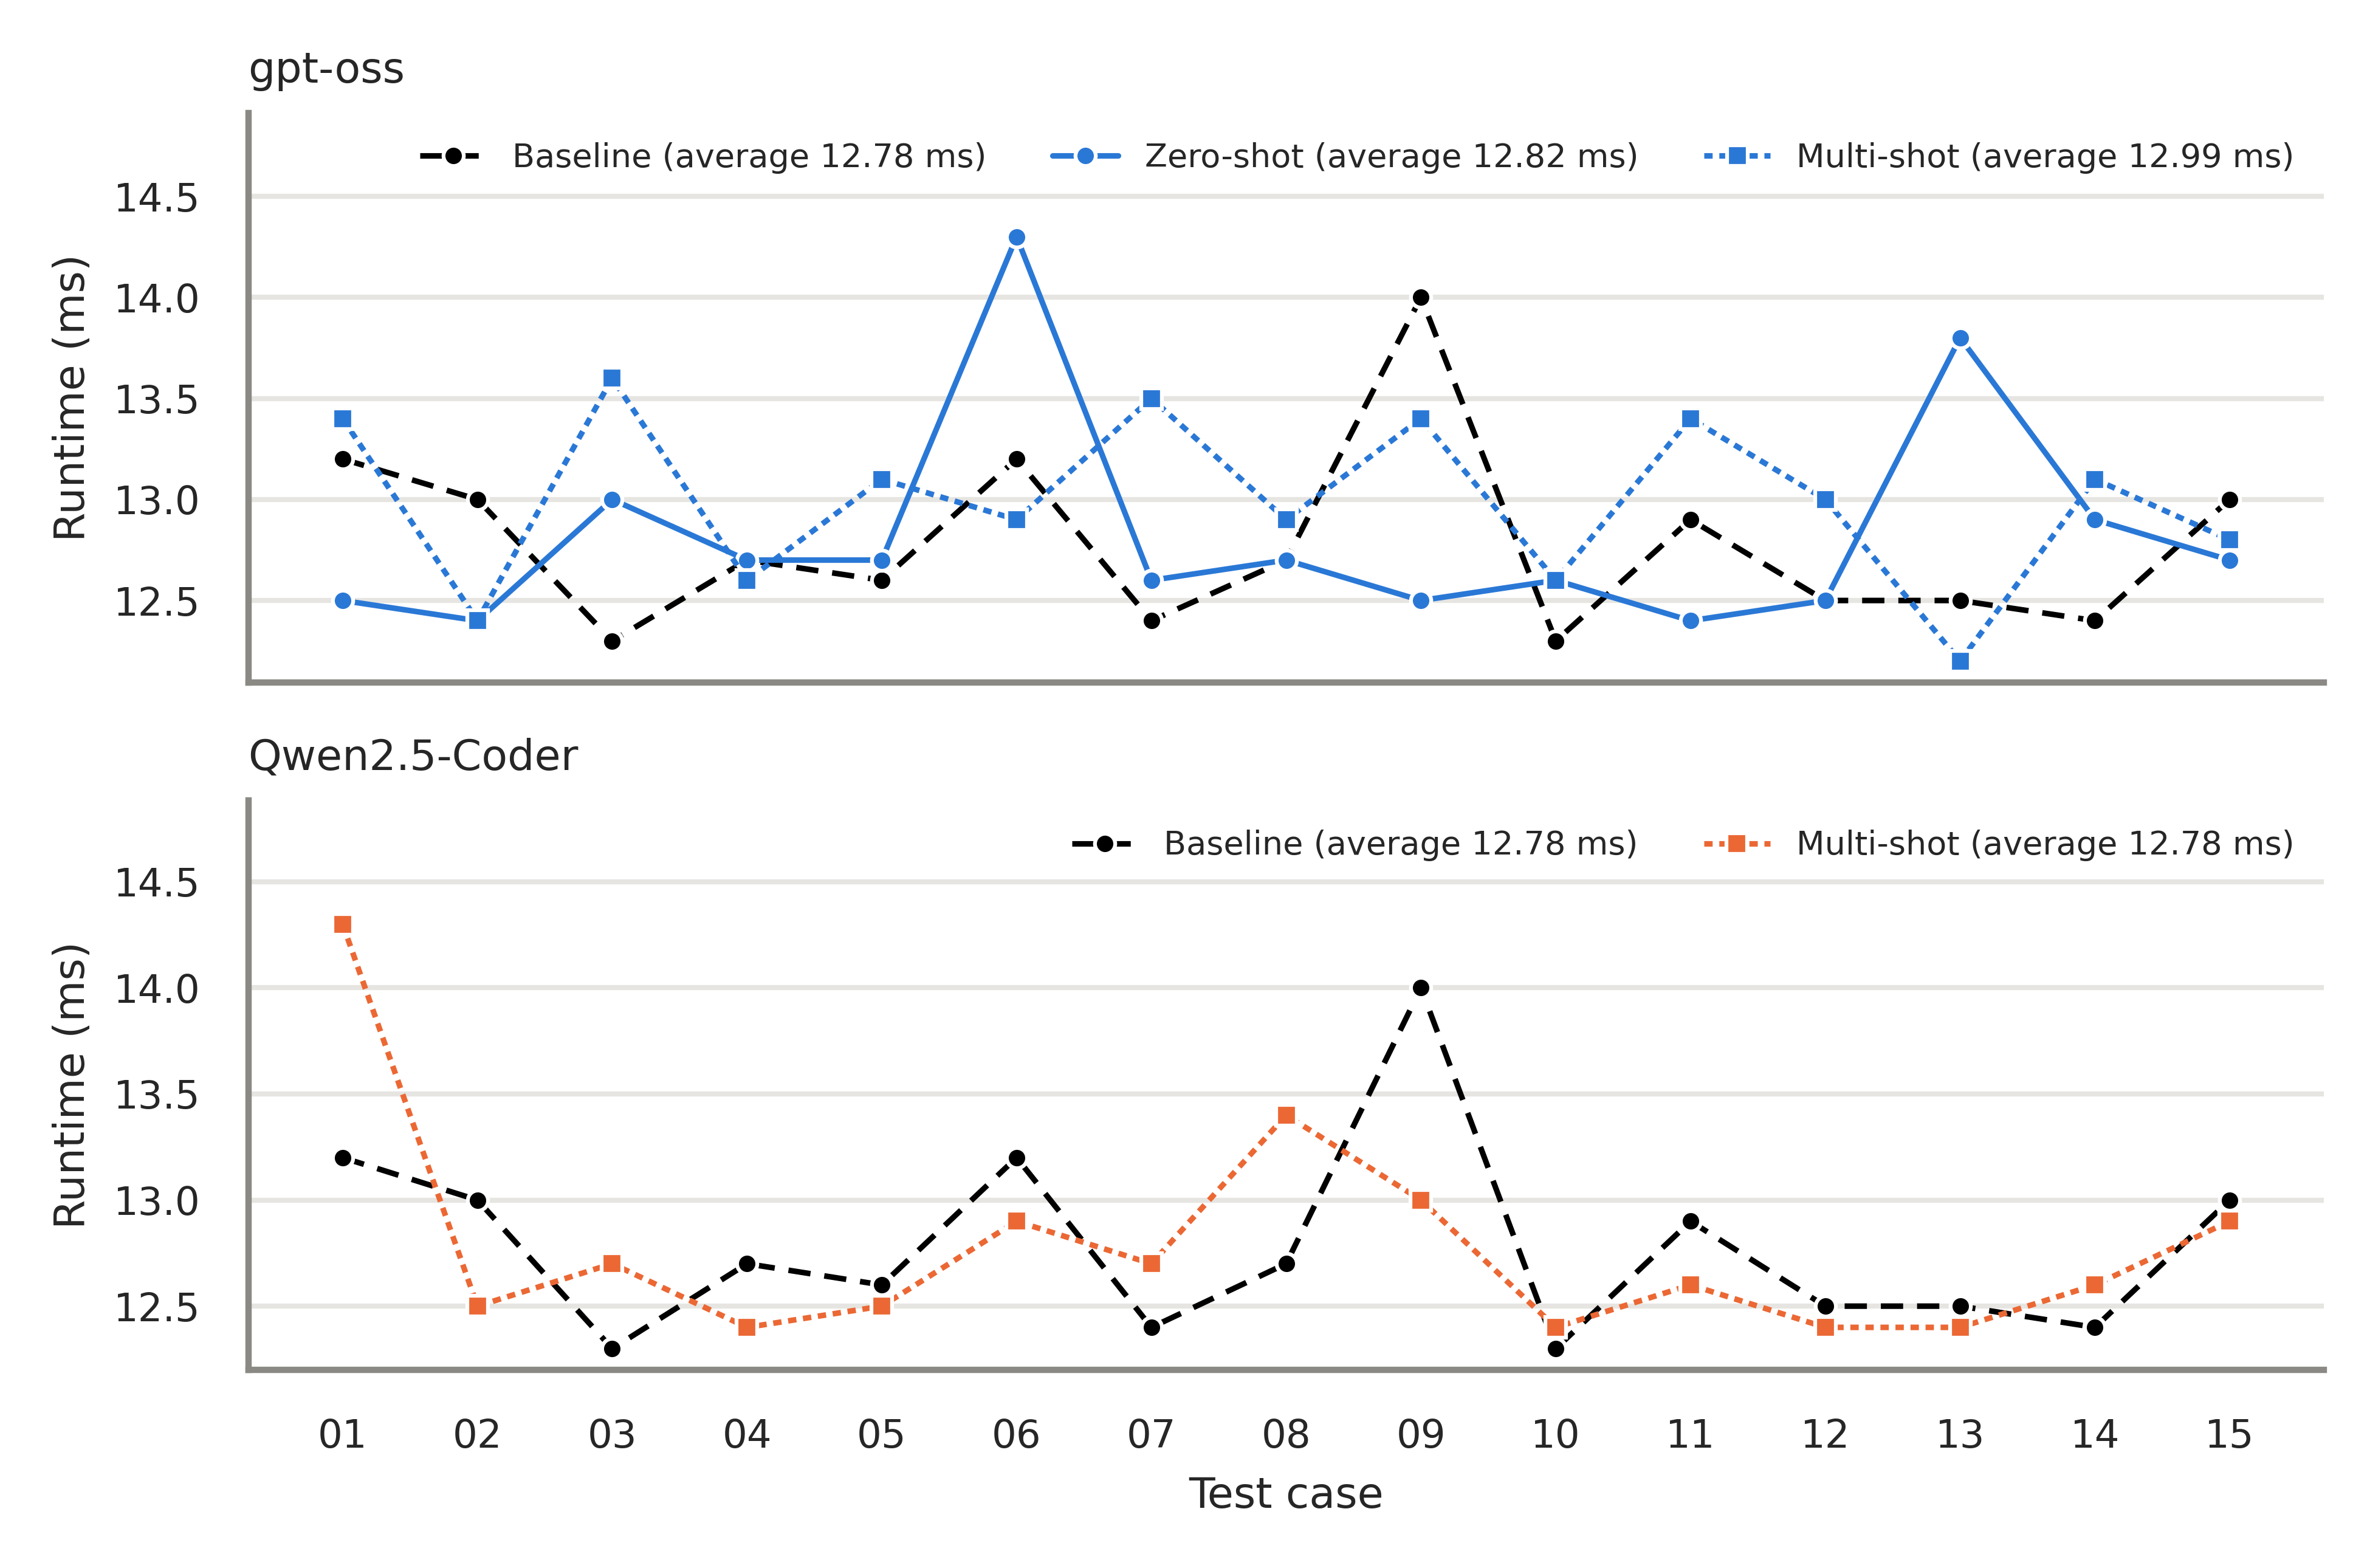 gpt-oss
Baseline (average 12.78 ms) Zero-shot (average 12.82 ms) Multi-shot (average 12.99 ms)
Runtime (ms)
14.5
14.0
13.5
13.0
12.5
Qwen2.5-Coder
Baseline (average 12.78 ms) Multi-shot (average 12.78 ms)
Runtime (ms)
14.5
14.0
13.5
13.0
12.5
01 02 03 04 05 06 07 08 09 10 11 12 13 14 15
Test case